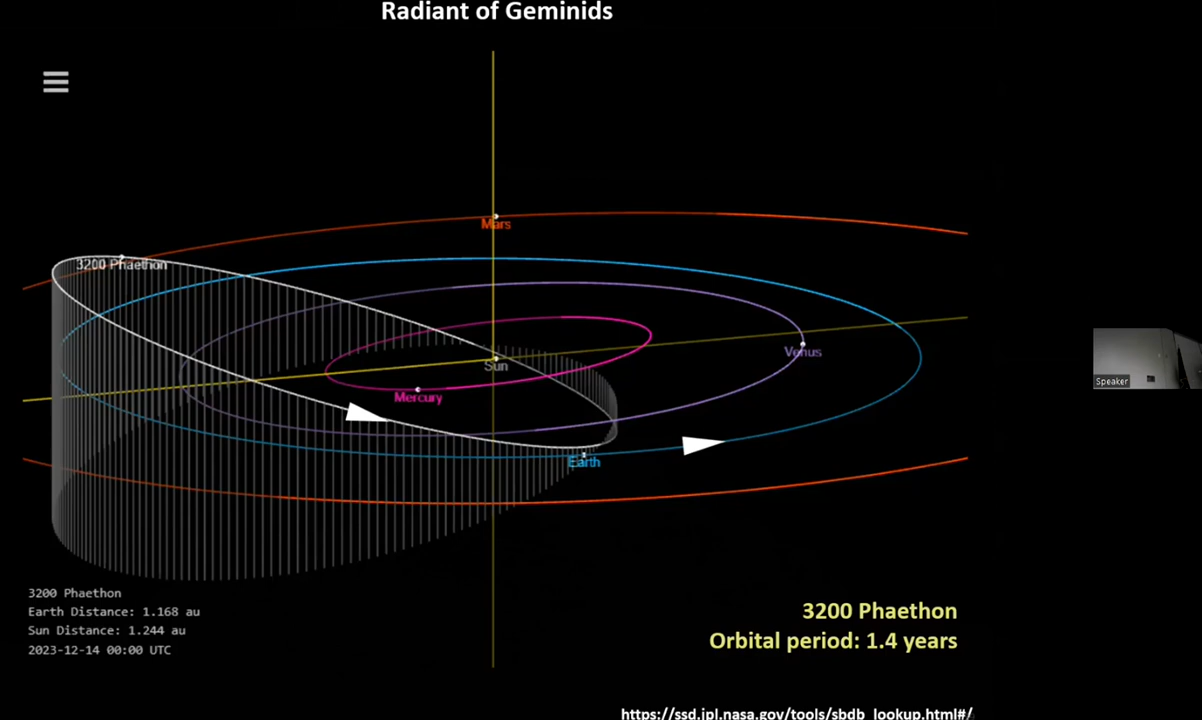 Radiant of Geminids
Mars
3200 Phaethon
Venus
Sun
Mercury
Speaker
Earth
3200 Phaethon
Earth Distance: 1.168 au
Sun Distance: 1.244 au
2023-12-14 00:00 UTC
3200 Phaethon
Orbital period: 1.4 years
https://ssd.jpl.nasa.gov/tools/sbdb_lookup.html#/